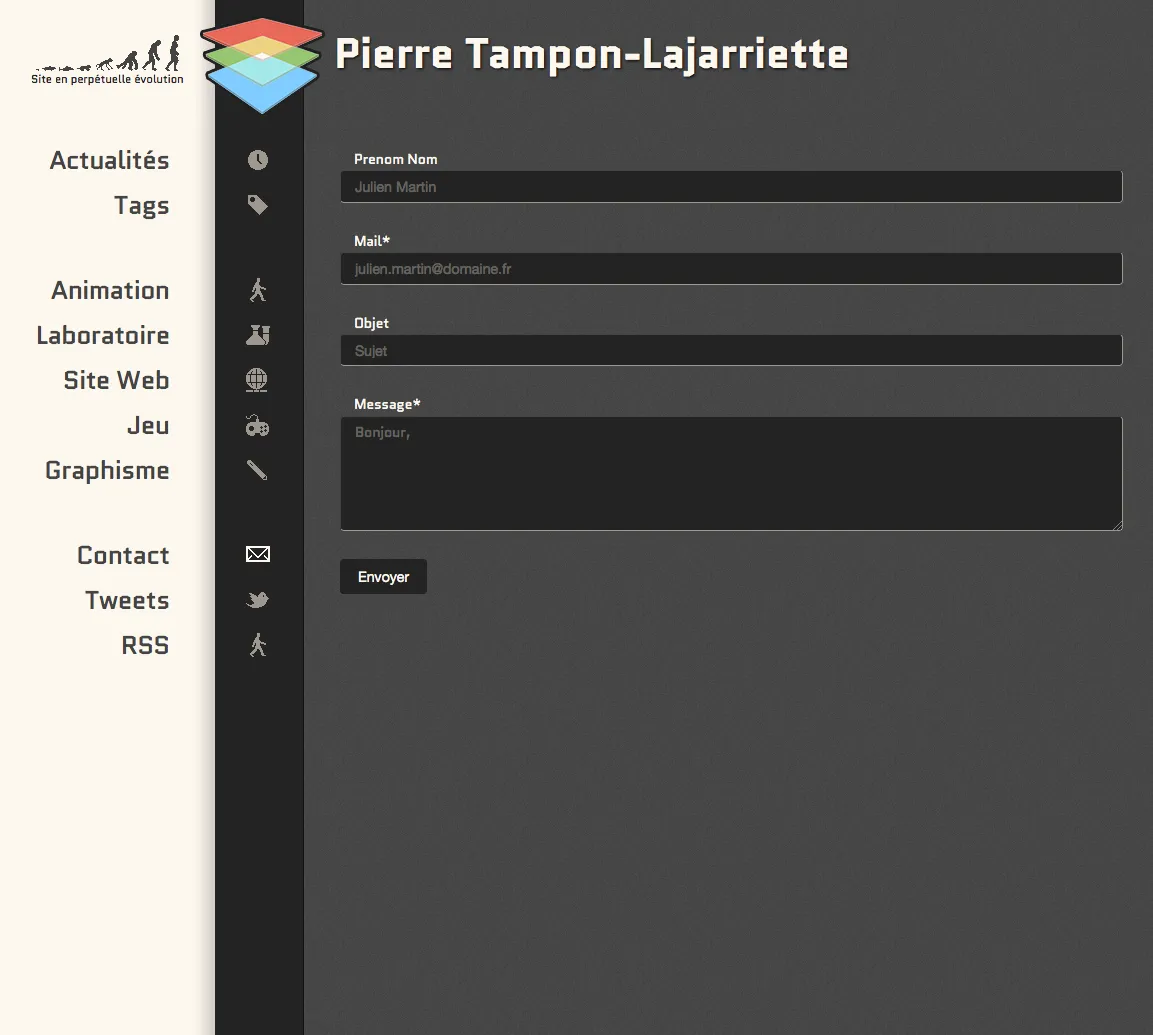 Site en perpétuelle évolution
Pierre Tampon-Lajarriette
Actualités
Tags
Animation
Laboratoire
Site Web
Jeu
Graphisme
Contact
Tweets
RSS
Prenom Nom
Julien Martin
Mail*
julien.martin@domaine.fr
Objet
Sujet
Message*
Bonjour,
Envoyer